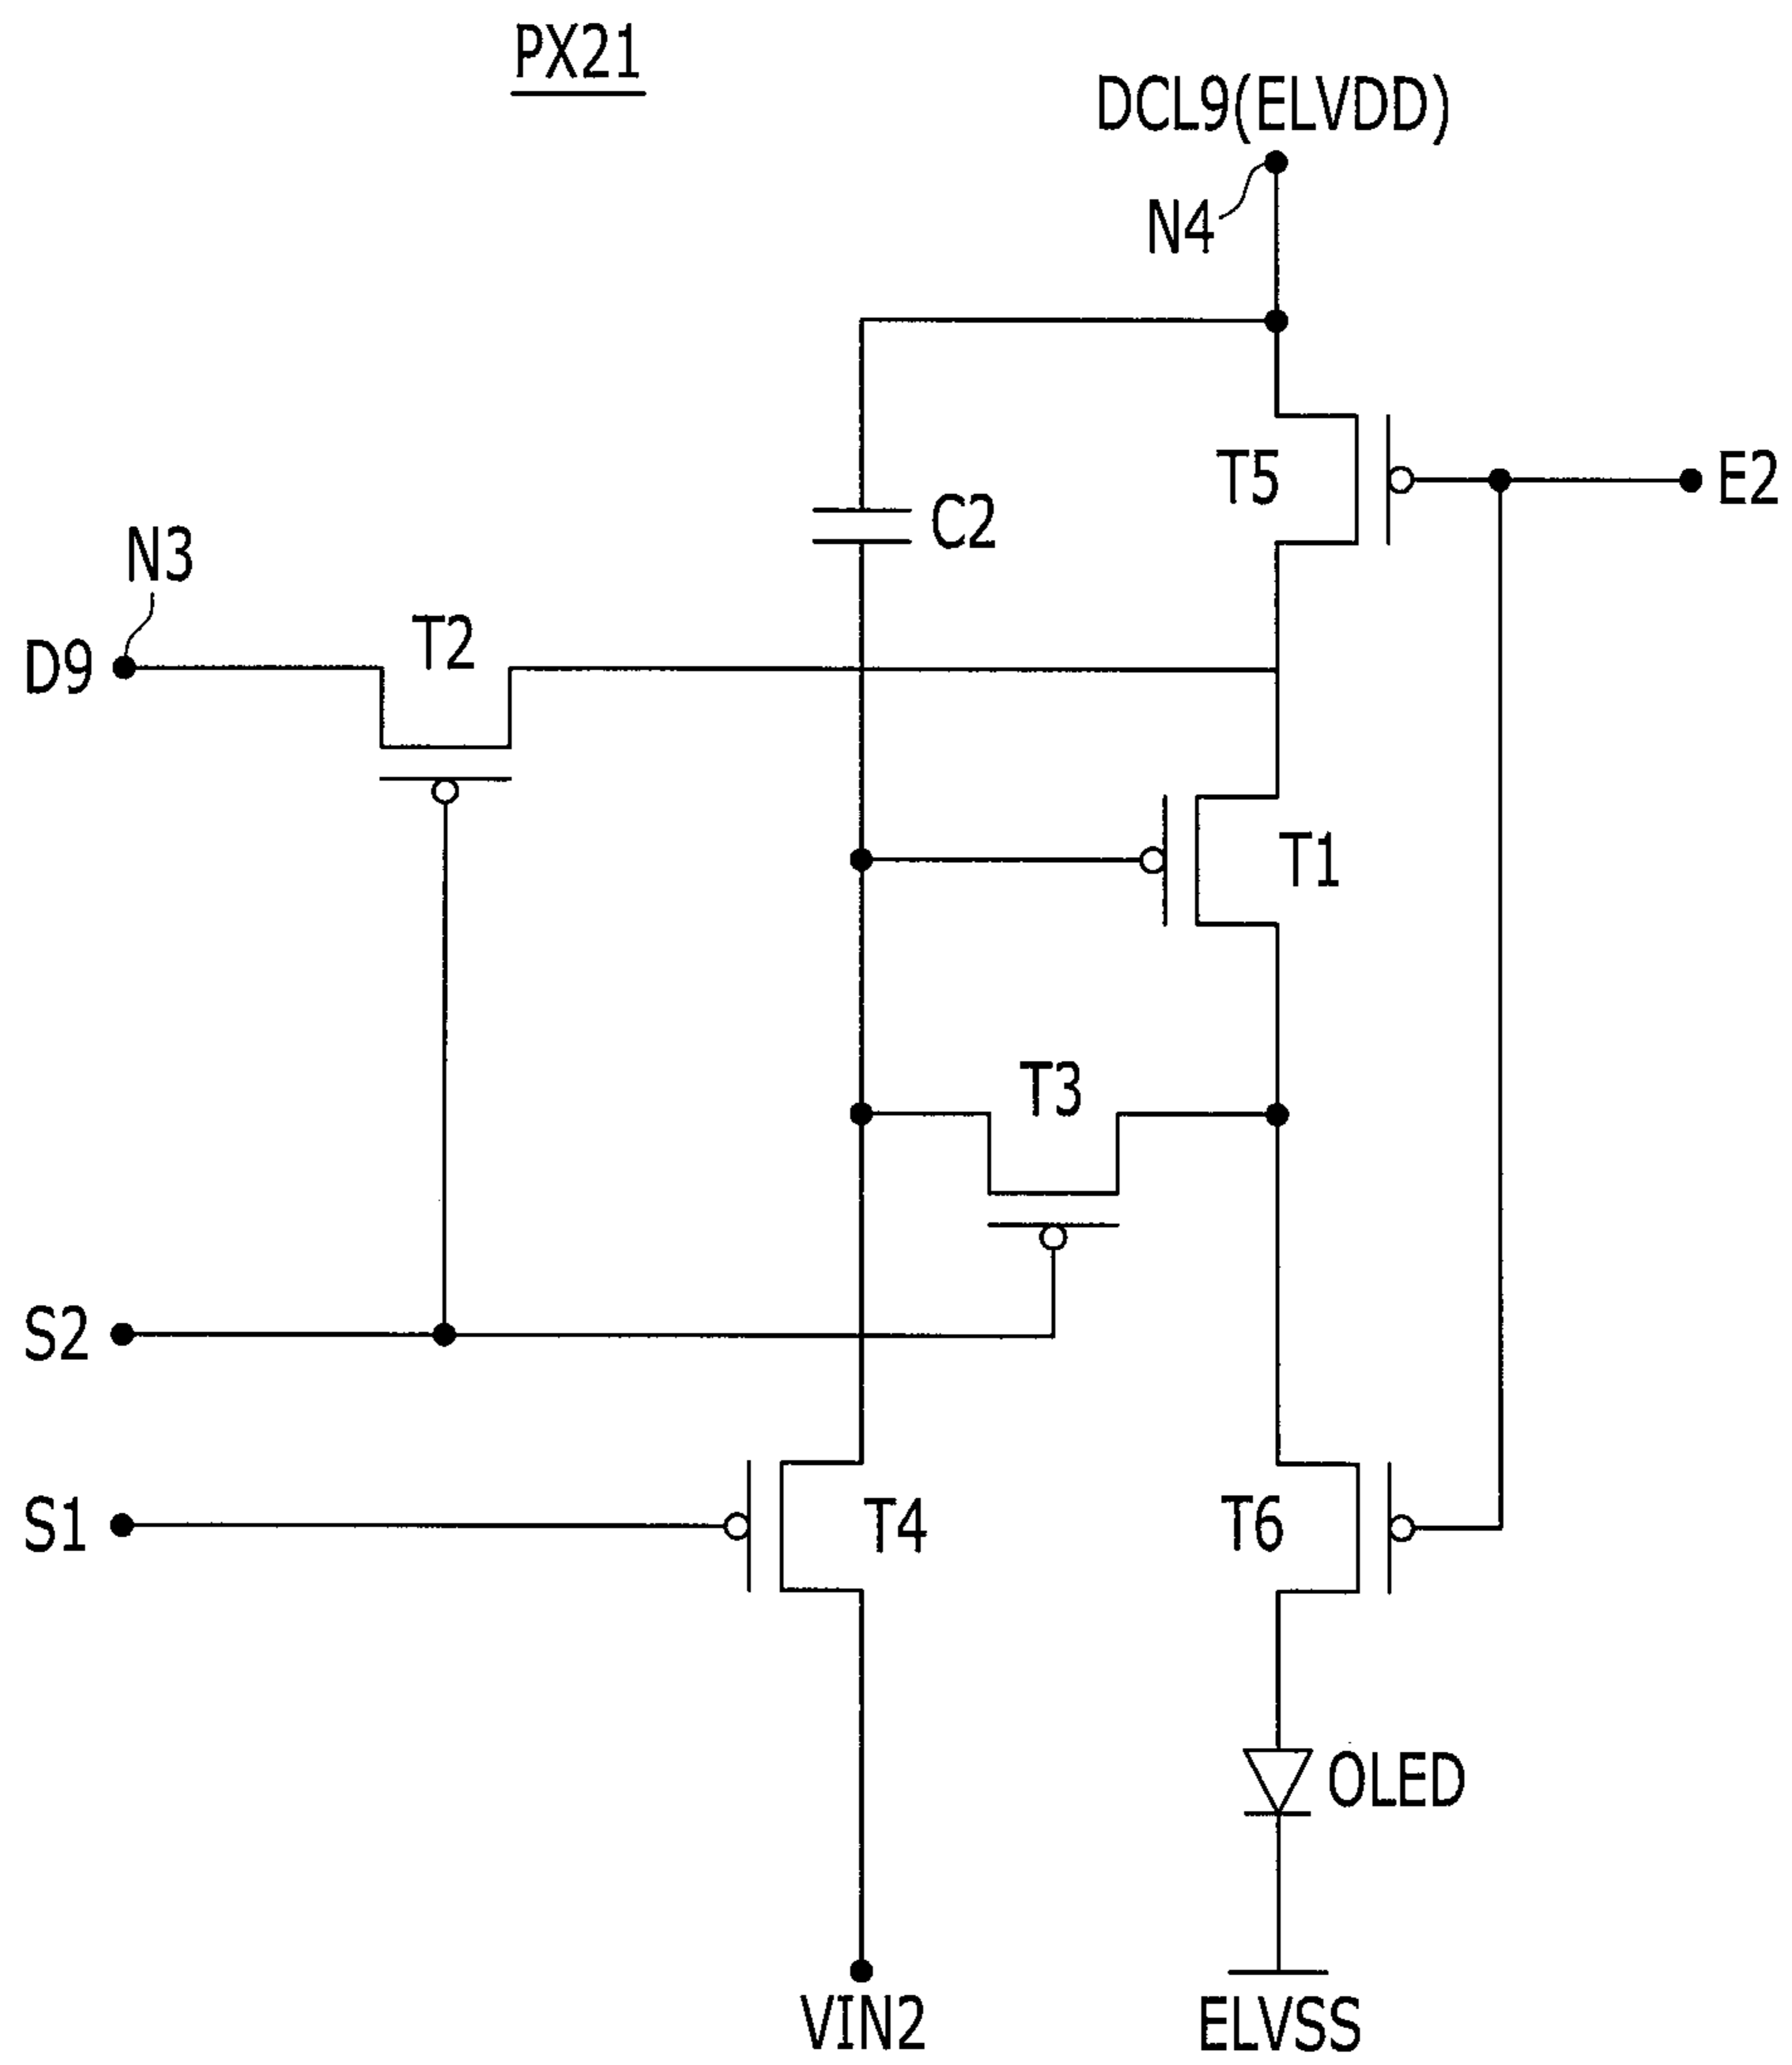 PX21
DCL9(ELVDD)
N4
T5
E2
C2
N3
T2
D9
T1
T3
S2
S1
T4
T6
OLED
VIN2
ELVSS